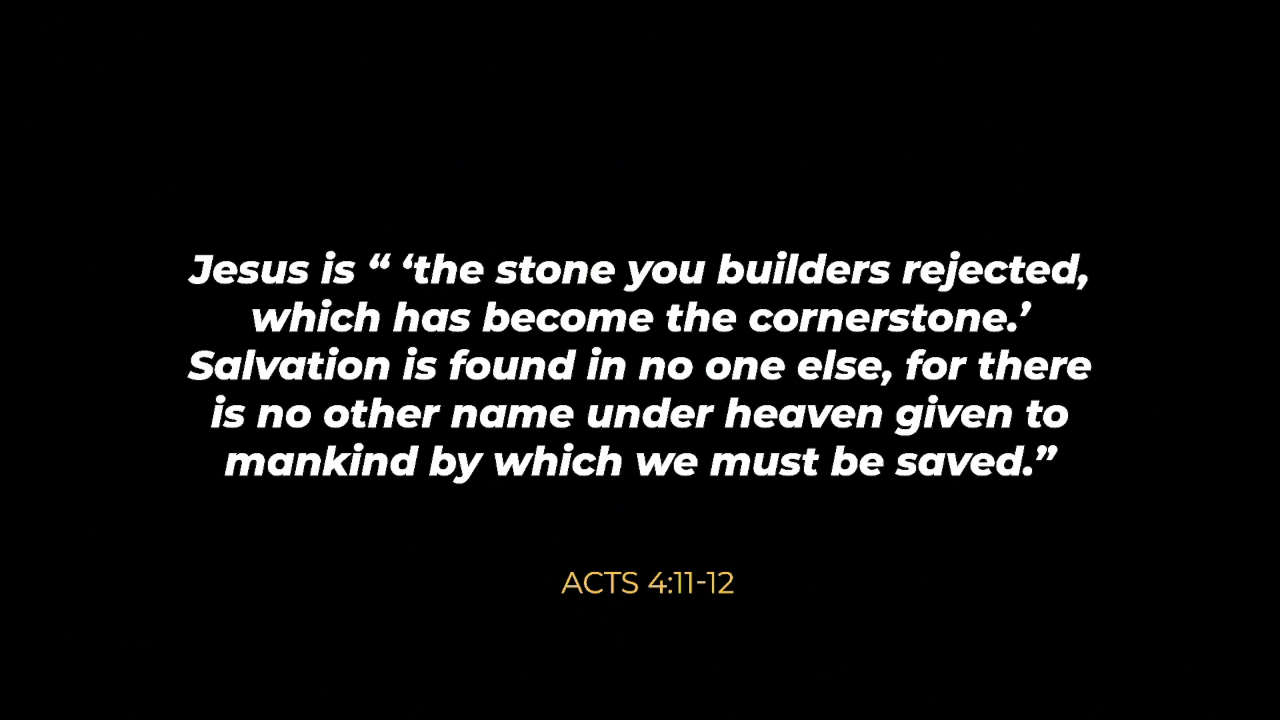 Jesus is “ ‘the stone you builders rejected,
which has become the cornerstone.’
Salvation is found in no one else, for there
is no other name under heaven given to
mankind by which we must be saved.”
ACTS 4:11-12